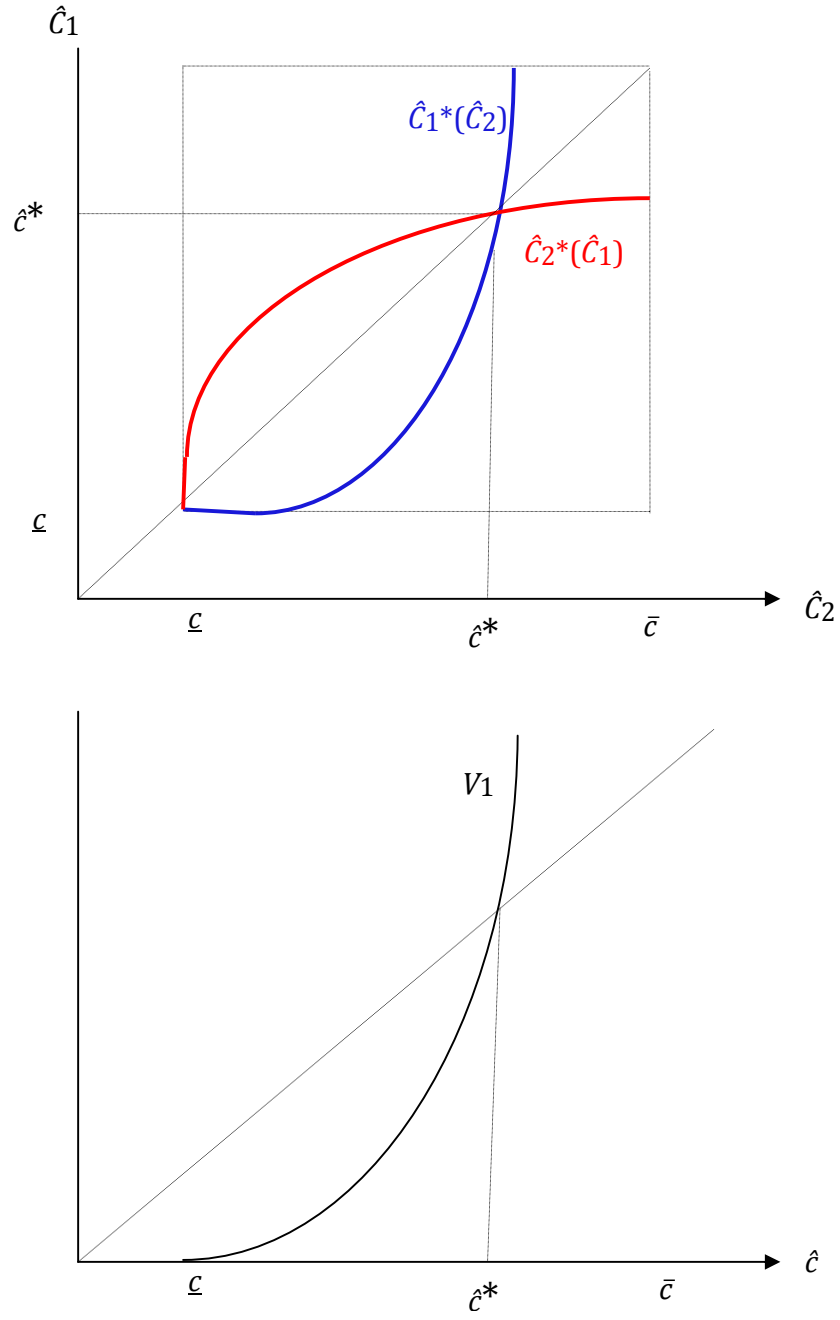 Ĉ1
Ĉ1*(Ĉ2)
ĉ*
Ĉ2*(Ĉ1)
c̲
c̲ ĉ* c̄ Ĉ2
V1
c̲ ĉ* c̄ ĉ